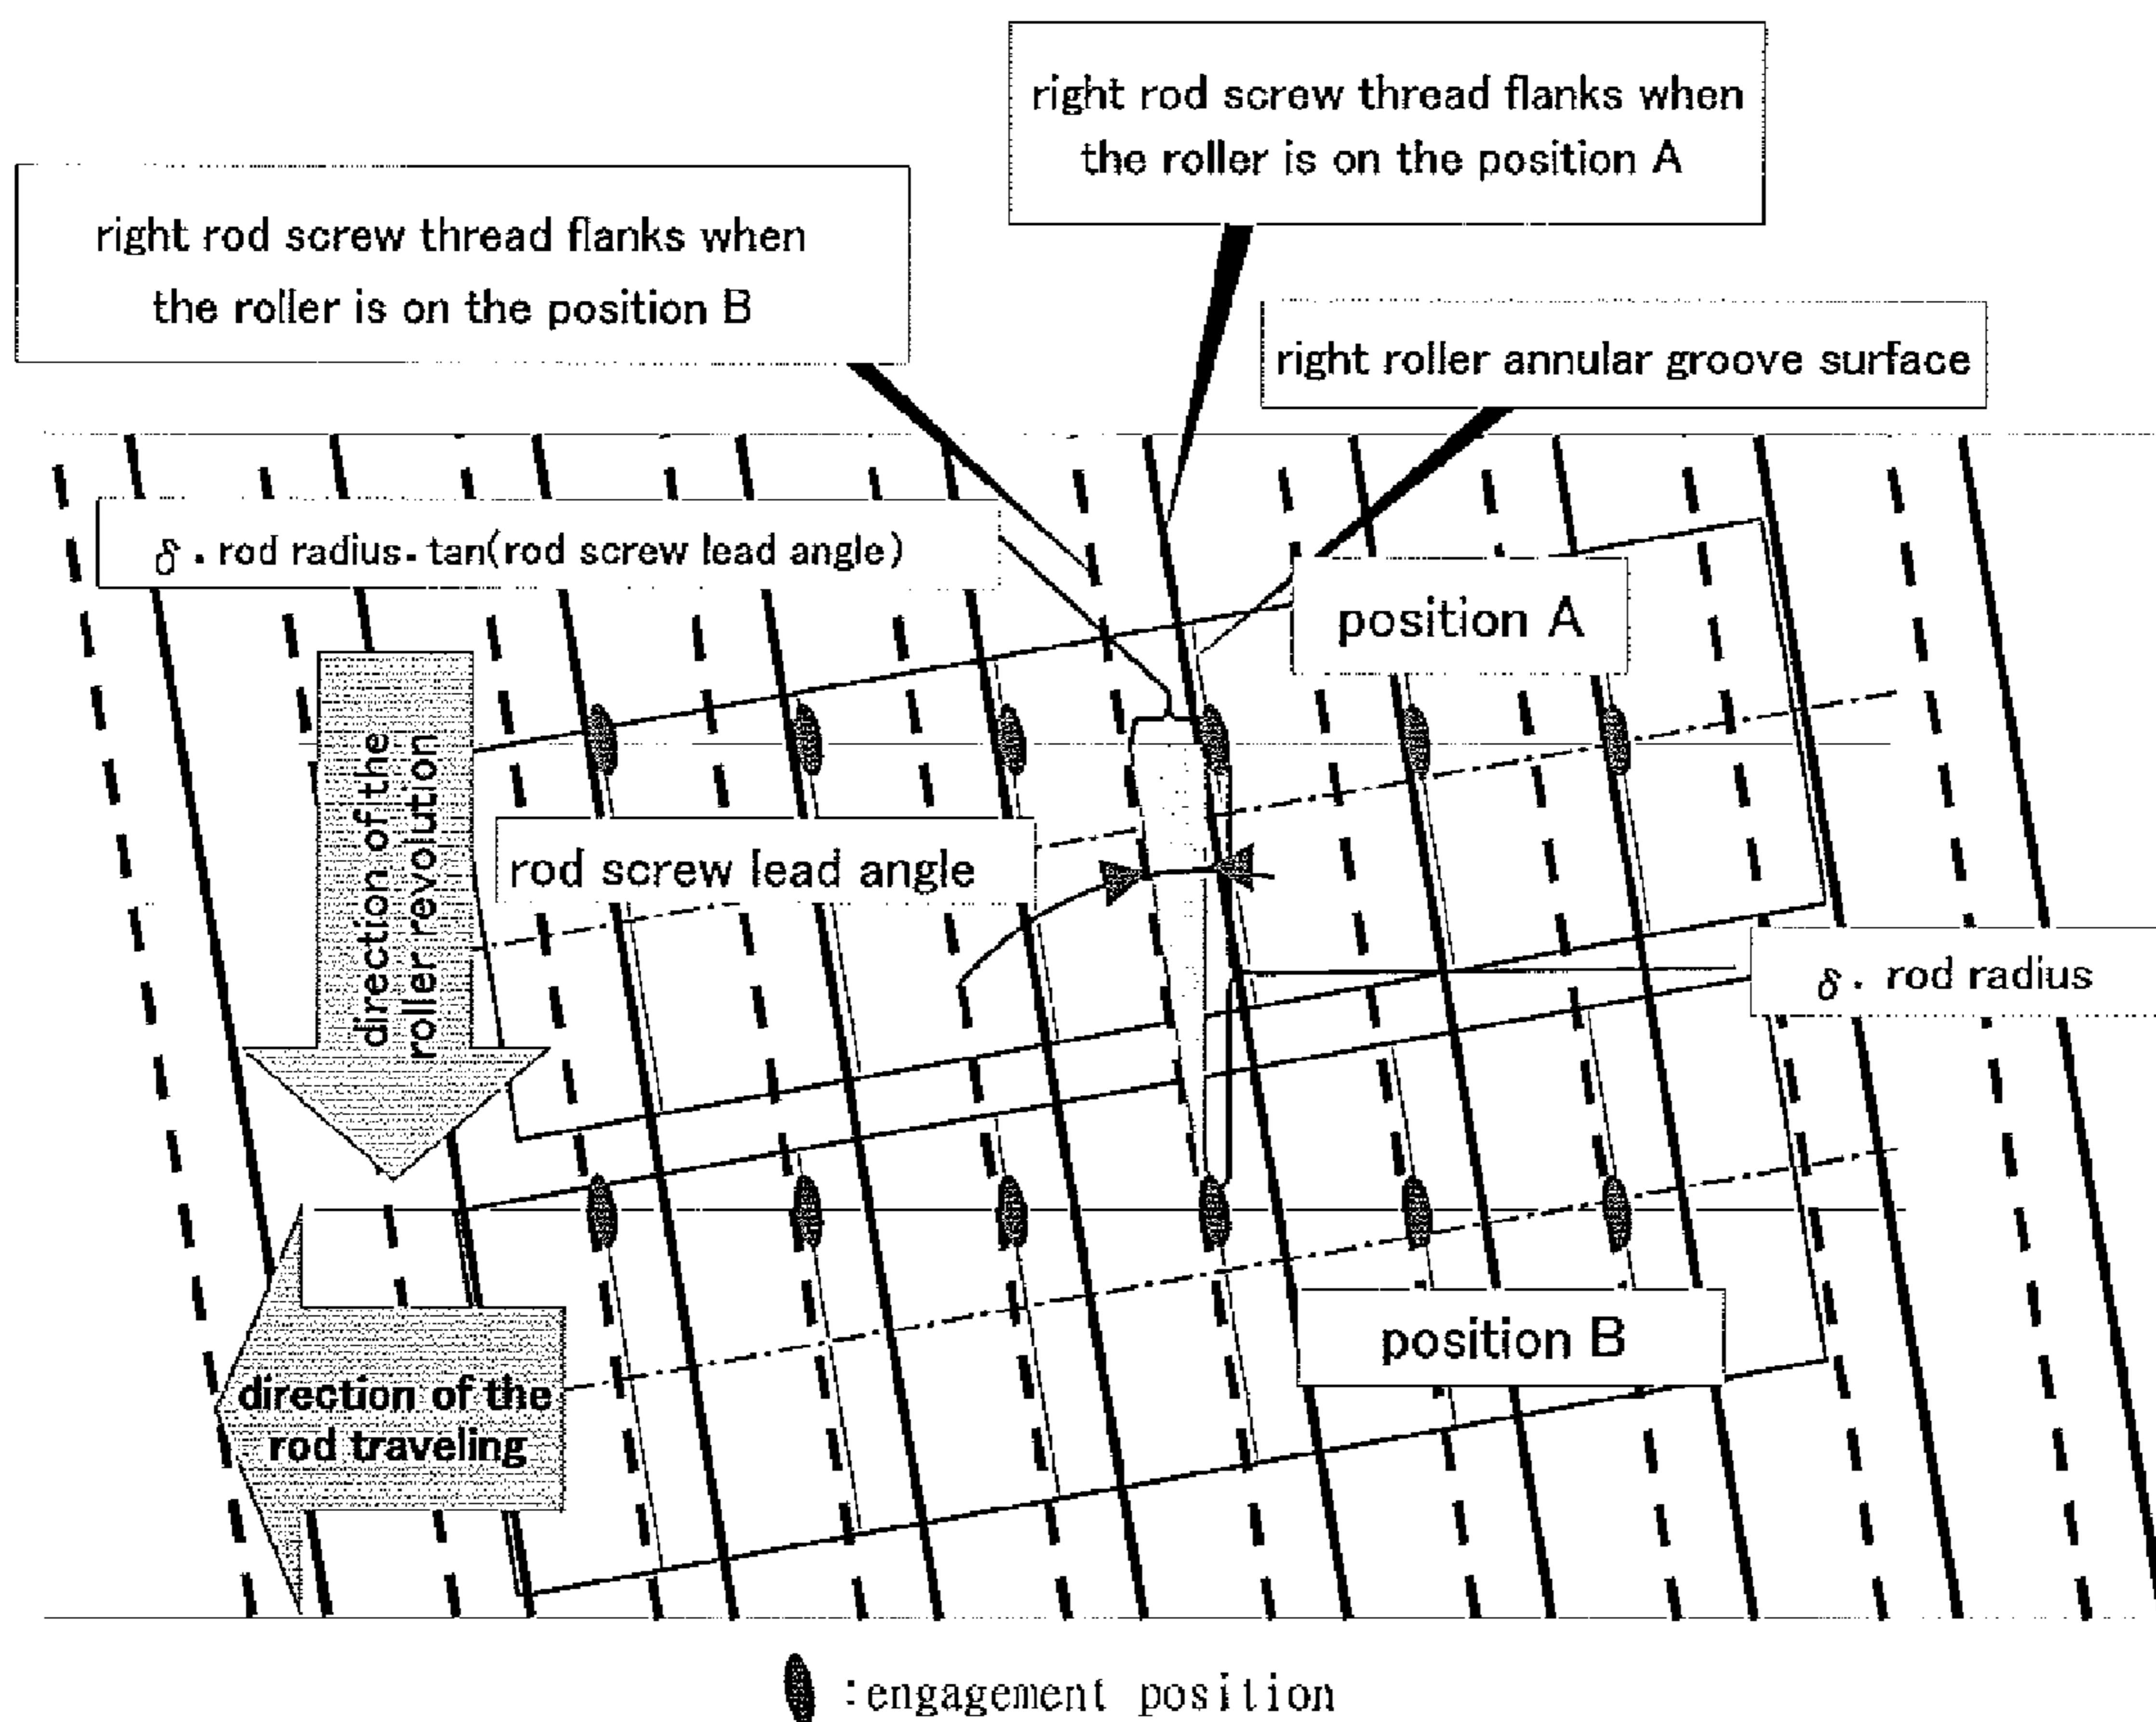 right rod screw thread flanks when
the roller is on the position A
right rod screw thread flanks when
the roller is on the position B
right roller annular groove surface
δ . rod radius . tan(rod screw lead angle)
position A
direction of the
roller revolution
rod screw lead angle
δ . rod radius
position B
direction of the
rod traveling
:engagement position